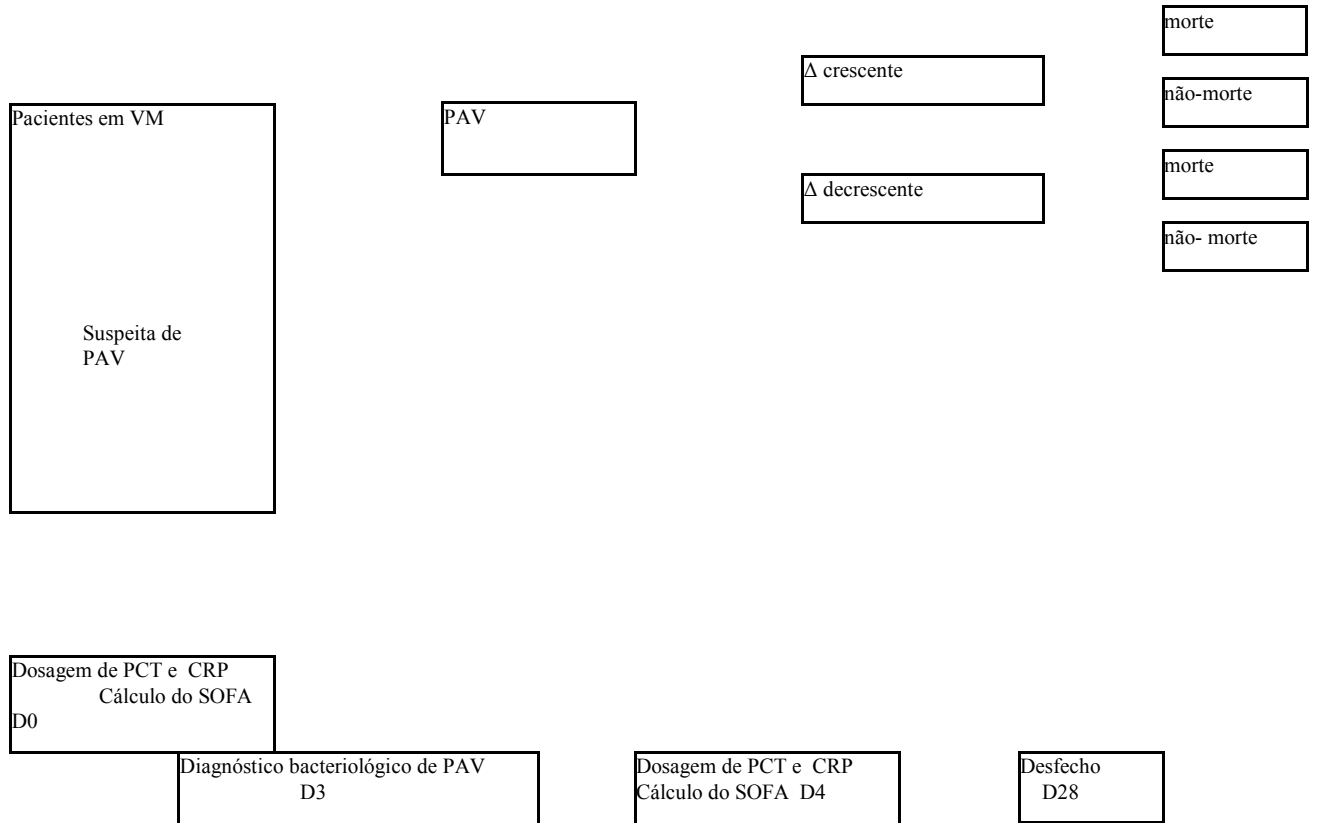 morte
Δ crescente
não-morte
Pacientes em VM
PAV
morte
Δ decrescente
não- morte
Suspeita de
PAV
Dosagem de PCT e CRP
Cálculo do SOFA
D0
Diagnóstico bacteriológico de PAV
D3
Dosagem de PCT e CRP
Cálculo do SOFA D4
Desfecho
D28